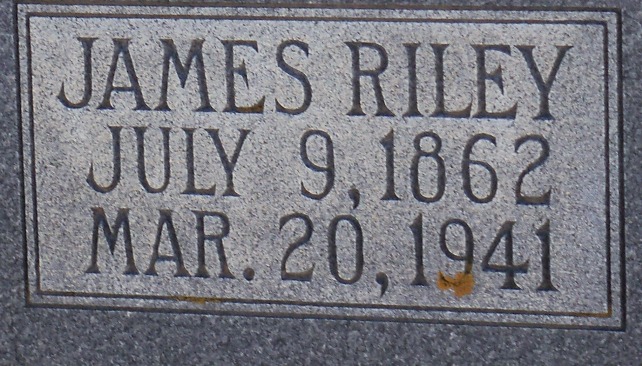 JAMES RILEY
JULY 9, 1862
MAR. 20, 1941